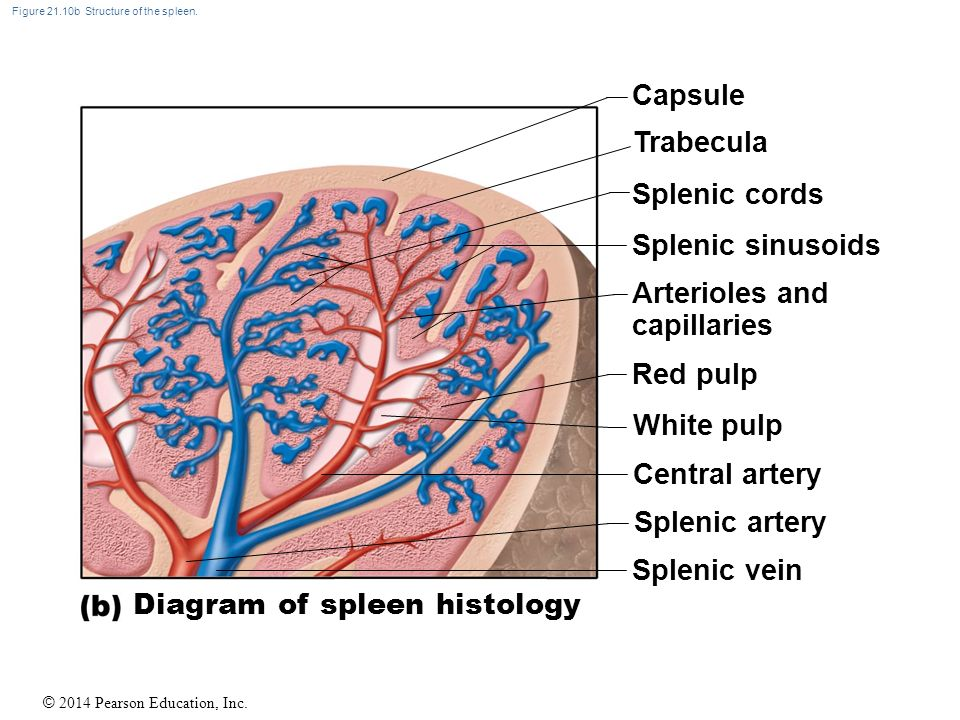 Figure 21.10b Structure of the spleen.
Capsule
Trabecula
Splenic cords
Splenic sinusoids
Arterioles and
capillaries
Red pulp
White pulp
Central artery
Splenic artery
Splenic vein
(b) Diagram of spleen histology
© 2014 Pearson Education, Inc.